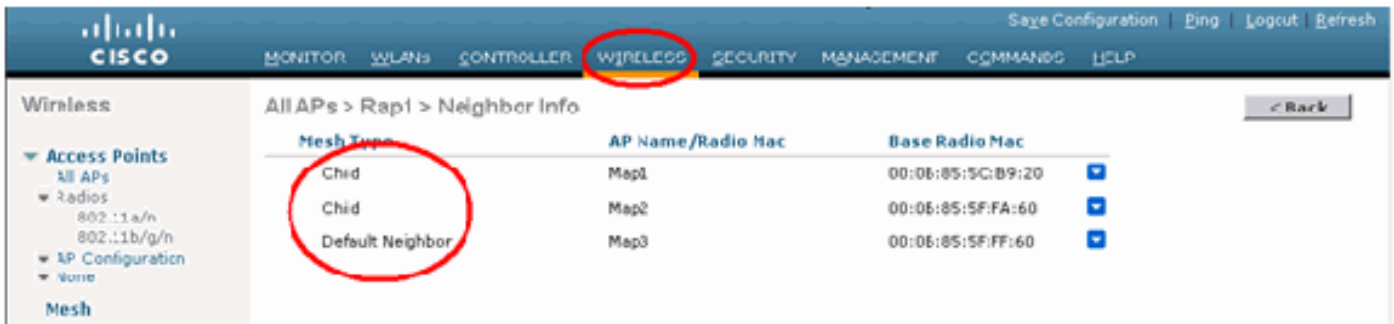 Save Configuration | Ping | Logout | Refresh
CISCO
MONITOR WLANs CONTROLLER WIRELESS SECURITY MANAGEMENT COMMANDS HELP
Wireless
All APs > Rap1 > Neighbor Info
< Back
Mesh Type AP Name/Radio Mac Base Radio Mac
Access Points
All APs
Radios
802.11a/n
802.11b/g/n
AP Configuration
Mesh
Child Map1 00:0B:85:5C:B9:20
Child Map2 00:0B:85:5F:FA:60
Default Neighbor Map3 00:0B:85:5F:FF:60